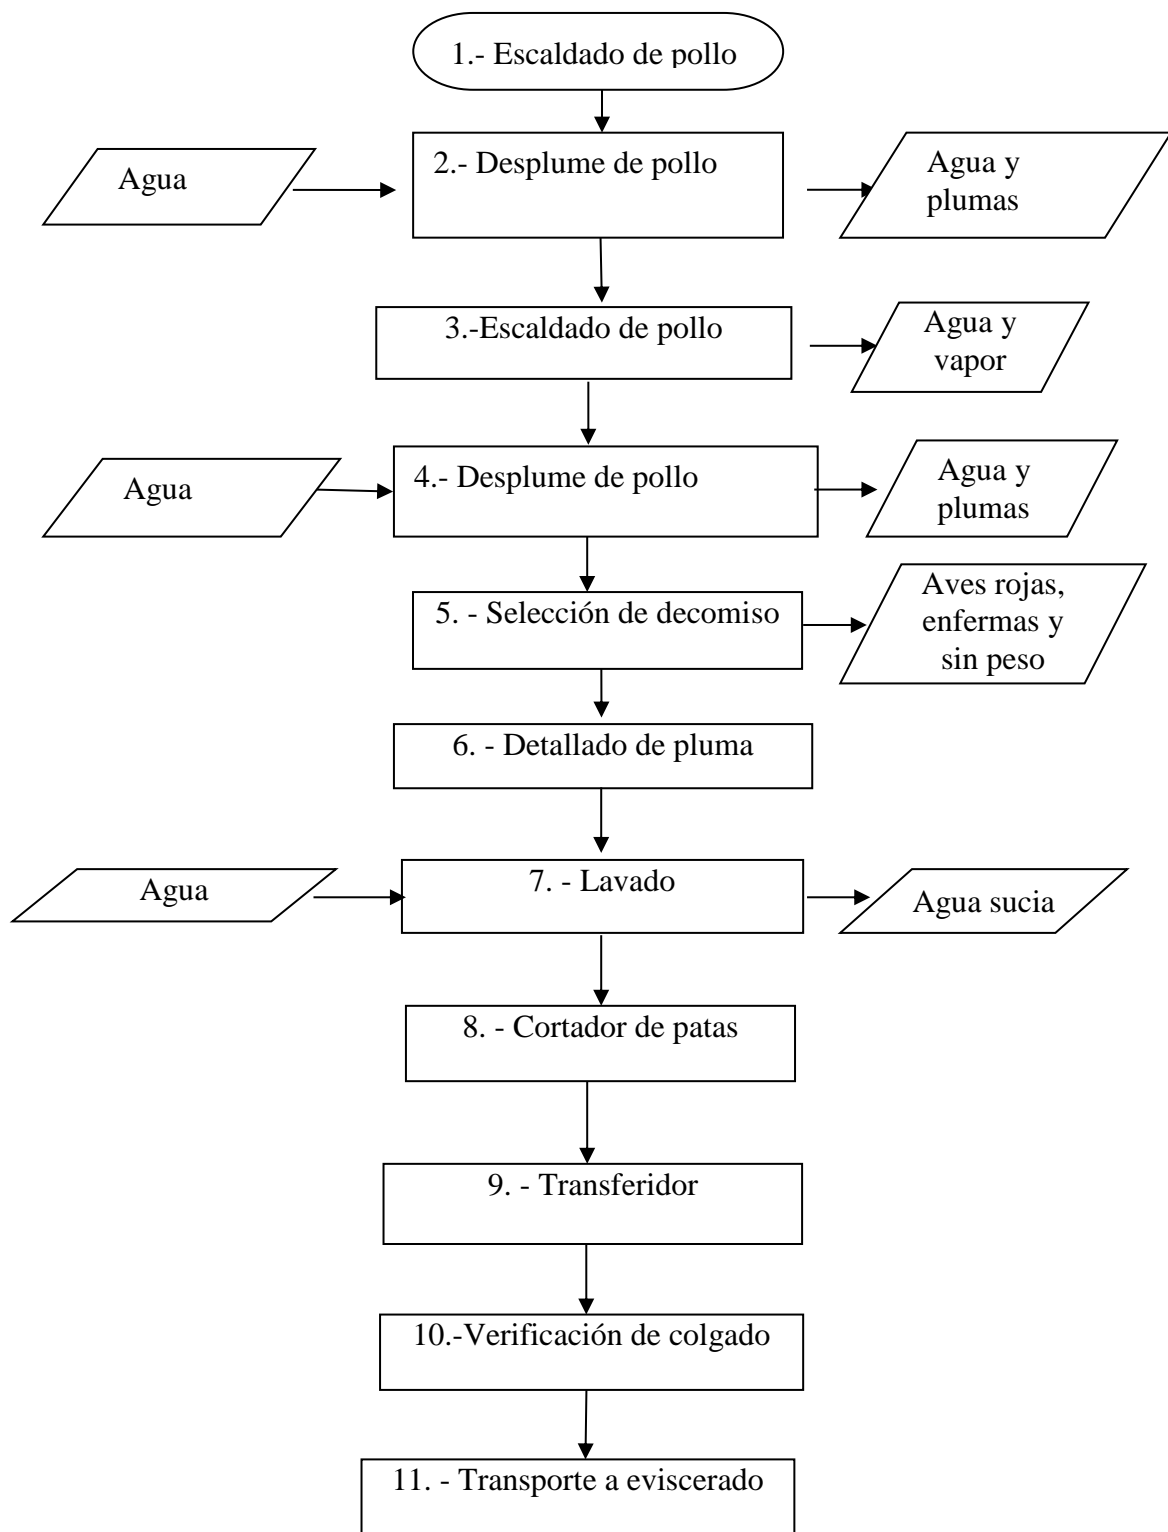 1.- Escaldado de pollo
Agua
2.- Desplume de pollo
Agua y
plumas
3.-Escaldado de pollo
Agua y
vapor
Agua
4.- Desplume de pollo
Agua y
plumas
5. - Selección de decomiso
Aves rojas,
enfermas y
sin peso
6. - Detallado de pluma
Agua
7. - Lavado
Agua sucia
8. - Cortador de patas
9. - Transferidor
10.-Verificación de colgado
11. - Transporte a eviscerado